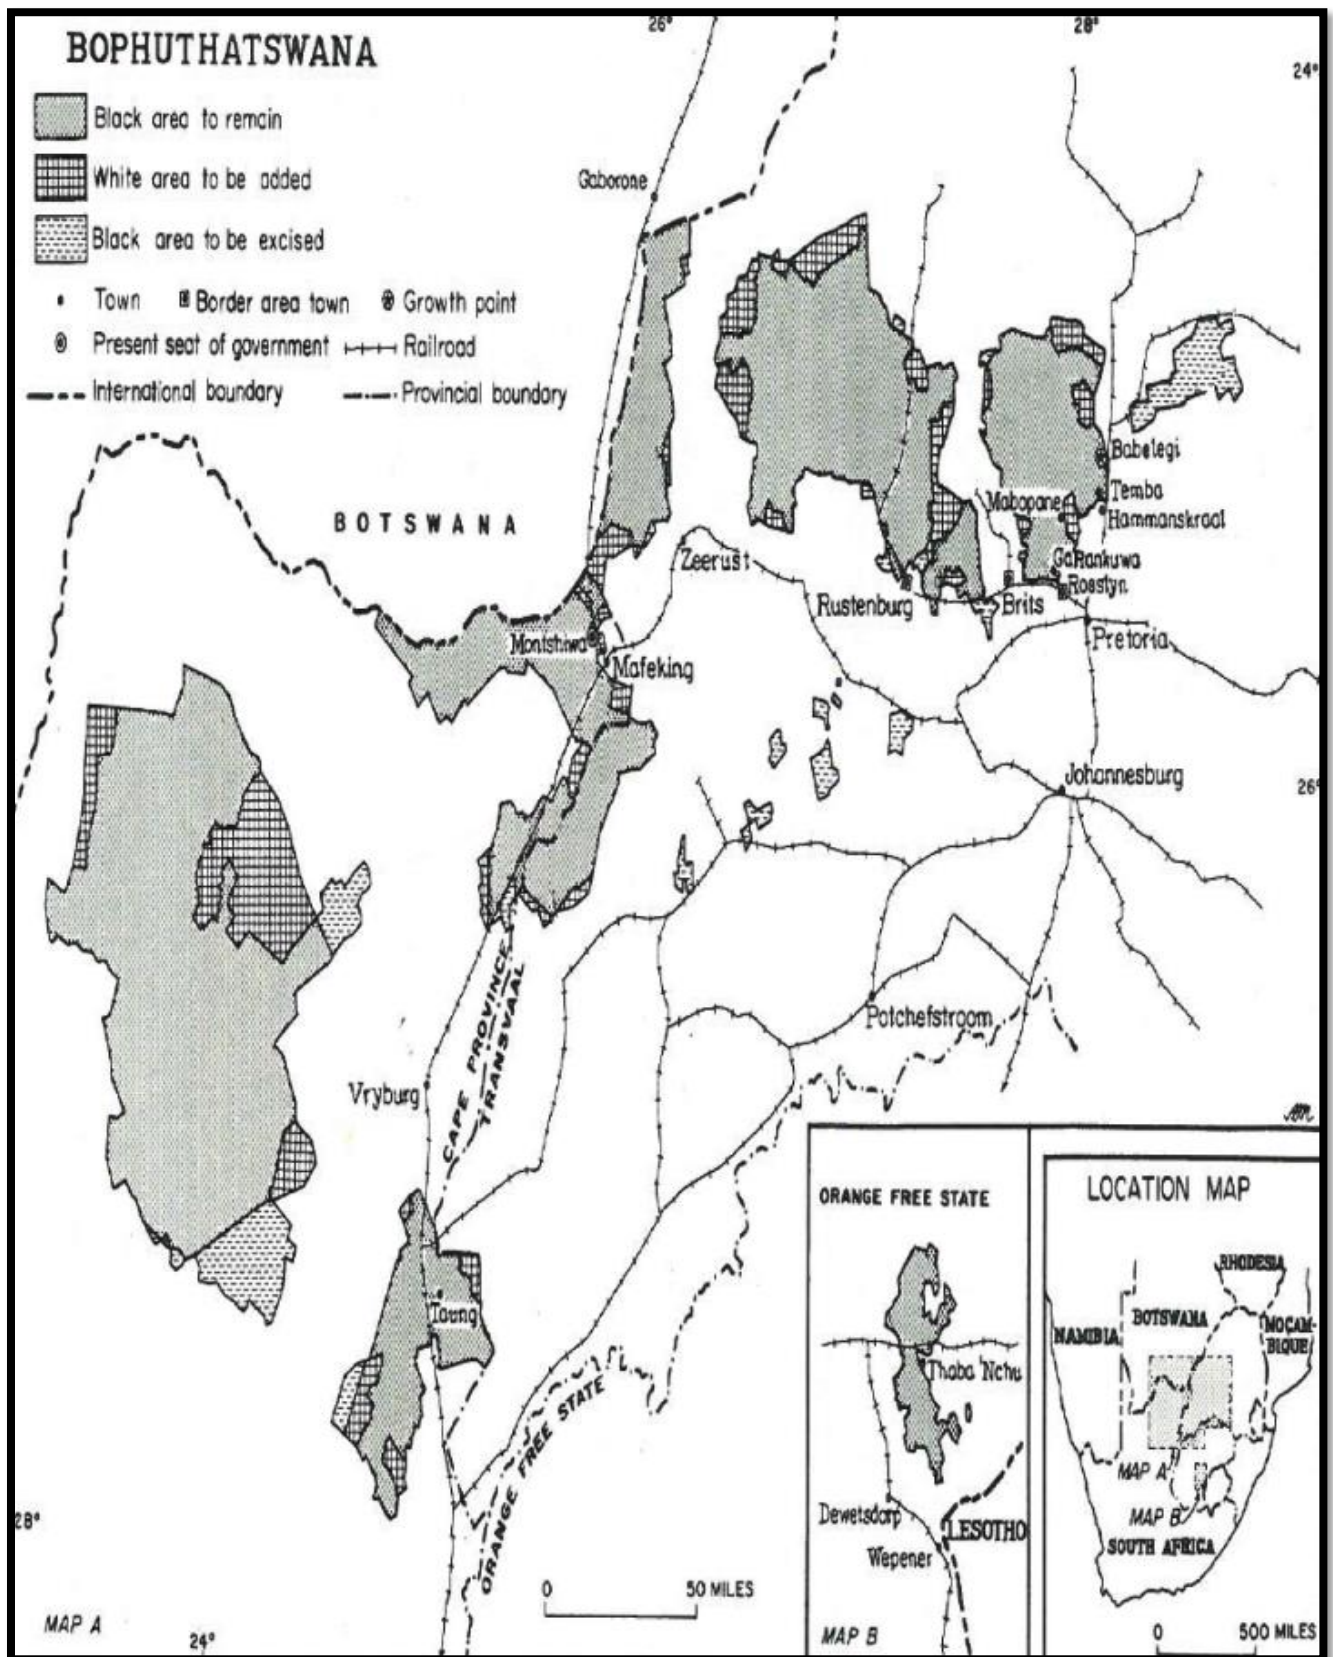 BOPHUTHATSWANA
Black area to remain
White area to be added
Black area to be excised
Town
Border area town
Growth point
Present seat of government
Railroad
International boundary
Provincial boundary
26°
28°
24°
Gaborone
BOTSWANA
Babelegi
Temba
Mabopane
Hammanskraal
GaRankuwa
Rosslyn
Zeerust
Rustenburg
Brits
Pretoria
Montshiwa
Mafeking
Johannesburg
26°
Potchefstroom
CAPE PROVINCE
TRANSVAAL
Vryburg
Taung
ORANGE FREE STATE
28°
24°
0 50 MILES
MAP A
ORANGE FREE STATE
Thaba 'Nchu
Dewetsdorp
LESOTHO
Wepener
MAP B
LOCATION MAP
RHODESIA
BOTSWANA
NAMIBIA
MOÇAM-
BIQUE
MAP A
MAP B
SOUTH AFRICA
0 500 MILES